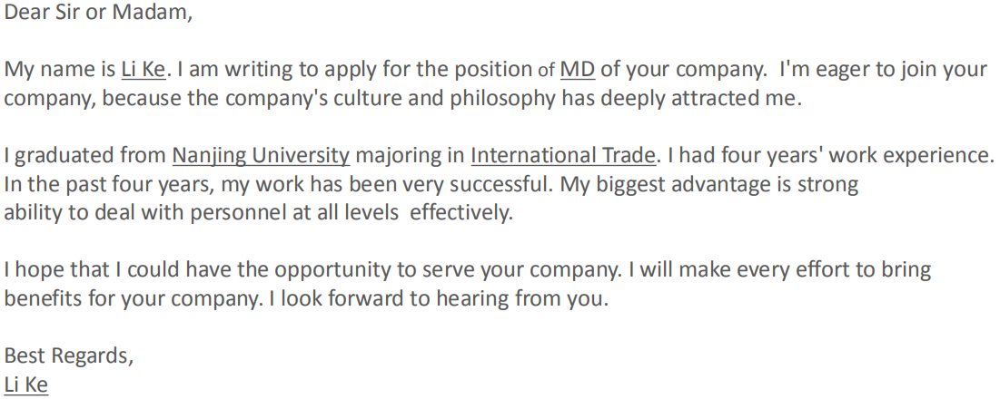 Dear Sir or Madam,
My name is Li Ke. I am writing to apply for the position of MD of your company.  I'm eager to join your
company, because the company's culture and philosophy has deeply attracted me.
I graduated from Nanjing University majoring in International Trade. I had four years' work experience.
In the past four years, my work has been very successful. My biggest advantage is strong
ability to deal with personnel at all levels  effectively.
I hope that I could have the opportunity to serve your company. I will make every effort to bring
benefits for your company. I look forward to hearing from you.
Best Regards,
Li Ke